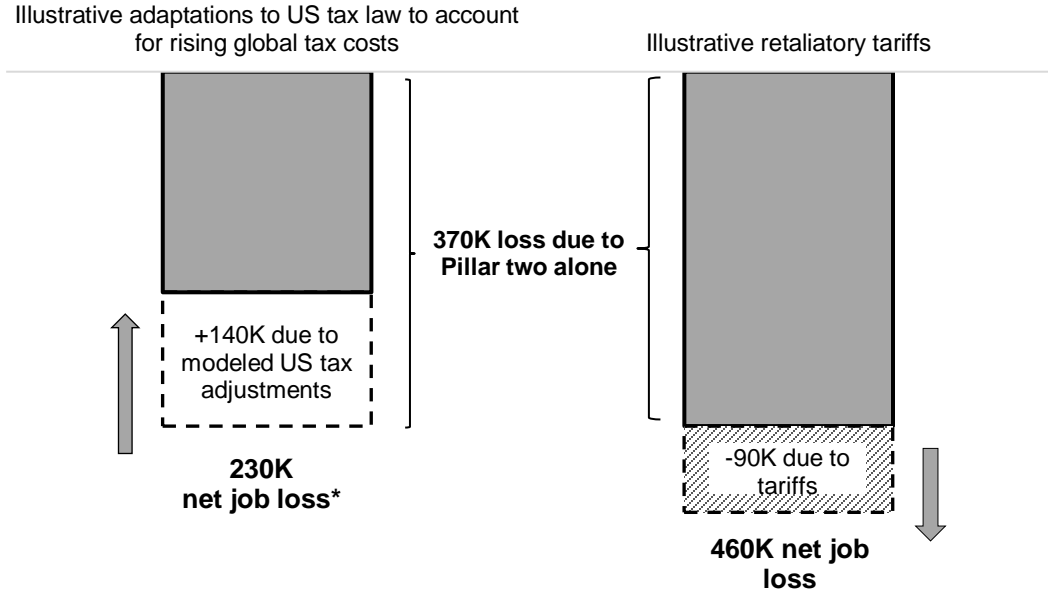 Illustrative adaptations to US tax law to account
for rising global tax costs
Illustrative retaliatory tariffs
370K loss due to
Pillar two alone
+140K due to
modeled US tax
adjustments
230K
net job loss*
-90K due to
tariffs
460K net job
loss